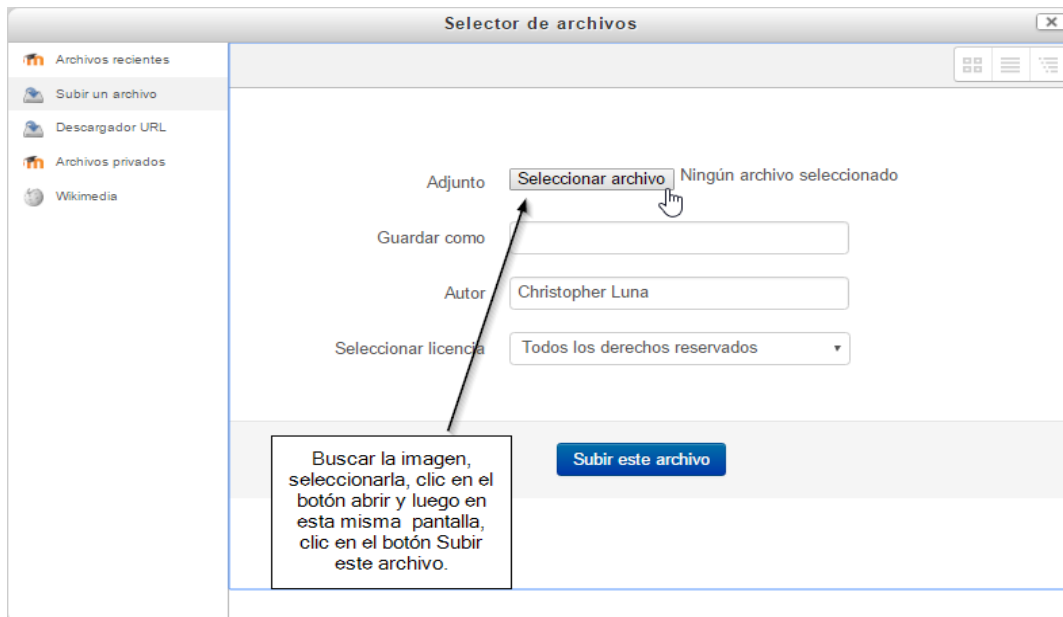 Selector de archivos
Archivos recientes
Subir un archivo
Descargador URL
Archivos privados
Wikimedia
Adjunto Seleccionar archivo Ningún archivo seleccionado
Guardar como
Autor Christopher Luna
Seleccionar licencia Todos los derechos reservados
Subir este archivo
Buscar la imagen,
seleccionarla, clic en el
botón abrir y luego en
esta misma pantalla,
clic en el botón Subir
este archivo.